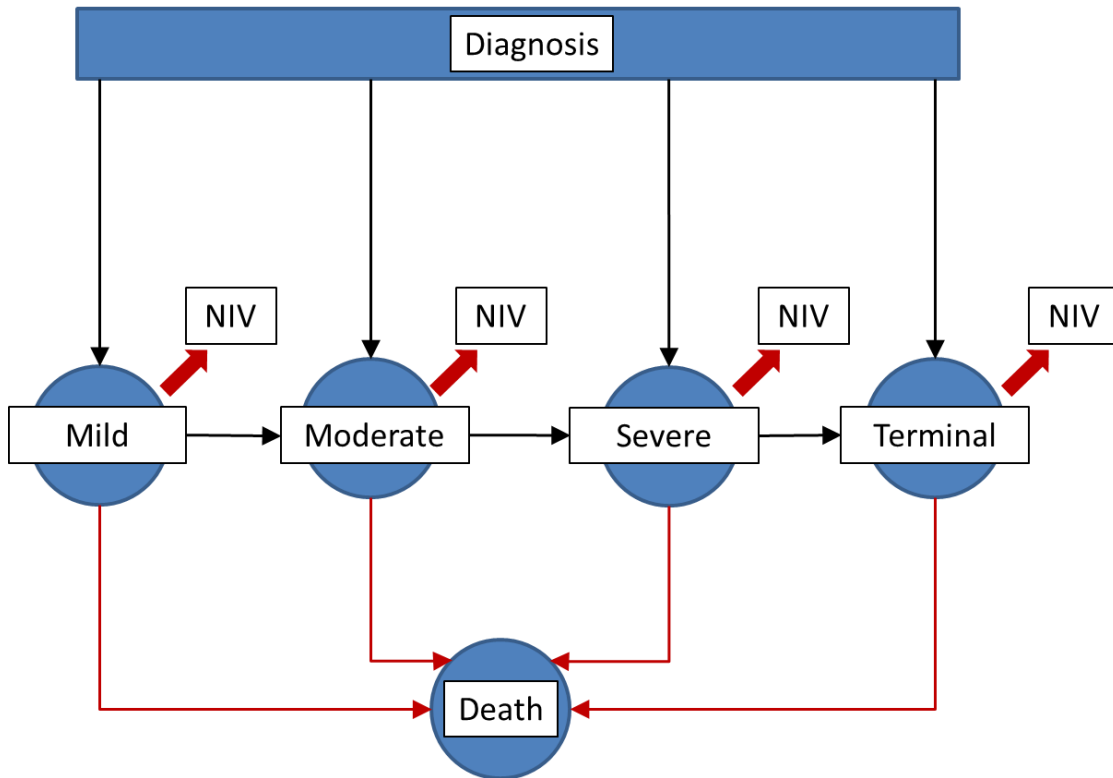 Diagnosis
NIV
NIV
NIV
NIV
Mild
Moderate
Severe
Terminal
Death